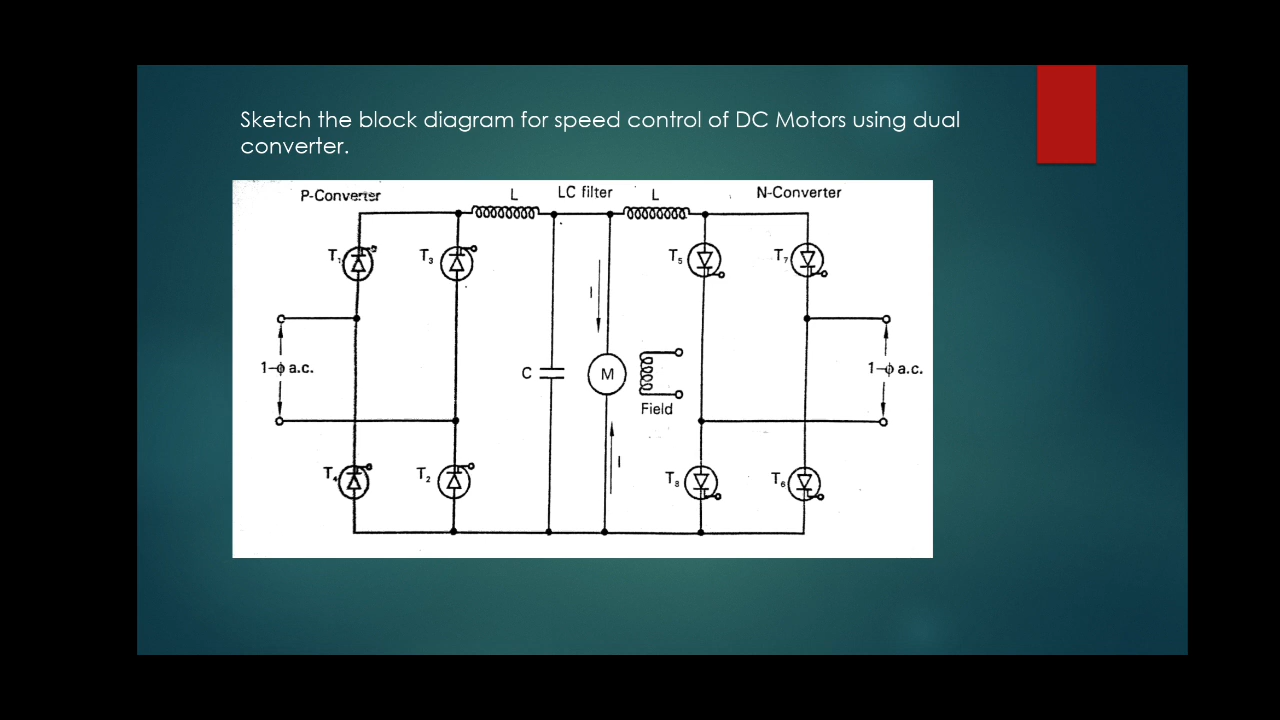 Sketch the block diagram for speed control of DC Motors using dual
converter.
P-Converter
L
LC filter
L
N-Converter
T₁
T₃
T₅
T₇
I
1-ϕ a.c.
C
M
1-ϕ a.c.
Field
I
T₄
T₂
T₈
T₆